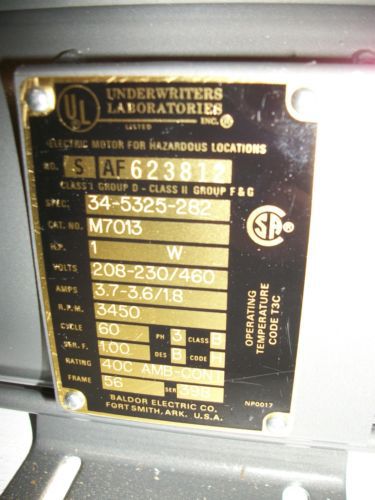 UL ® UNDERWRITERS
LABORATORIES
LISTED INC. ®
ELECTRIC MOTOR FOR HAZARDOUS LOCATIONS
NO. S AF 623812
CLASS I GROUP D - CLASS II GROUP F & G
SPEC. 34-5325-282
CAT. NO. M7013
H.P. 1 W
VOLTS 208-230/460
AMPS 3.7-3.6/1.8
R.P.M. 3450
CYCLE 60 PH 3 CLASS B
SER. F. 1.00 DES B CODE
RATING 40C AMB-CONT
FRAME 56 SER
BALDOR ELECTRIC CO.
FORT SMITH, ARK. U.S.A.
NP0017
CSA ®
OPERATING
TEMPERATURE
CODE T3C